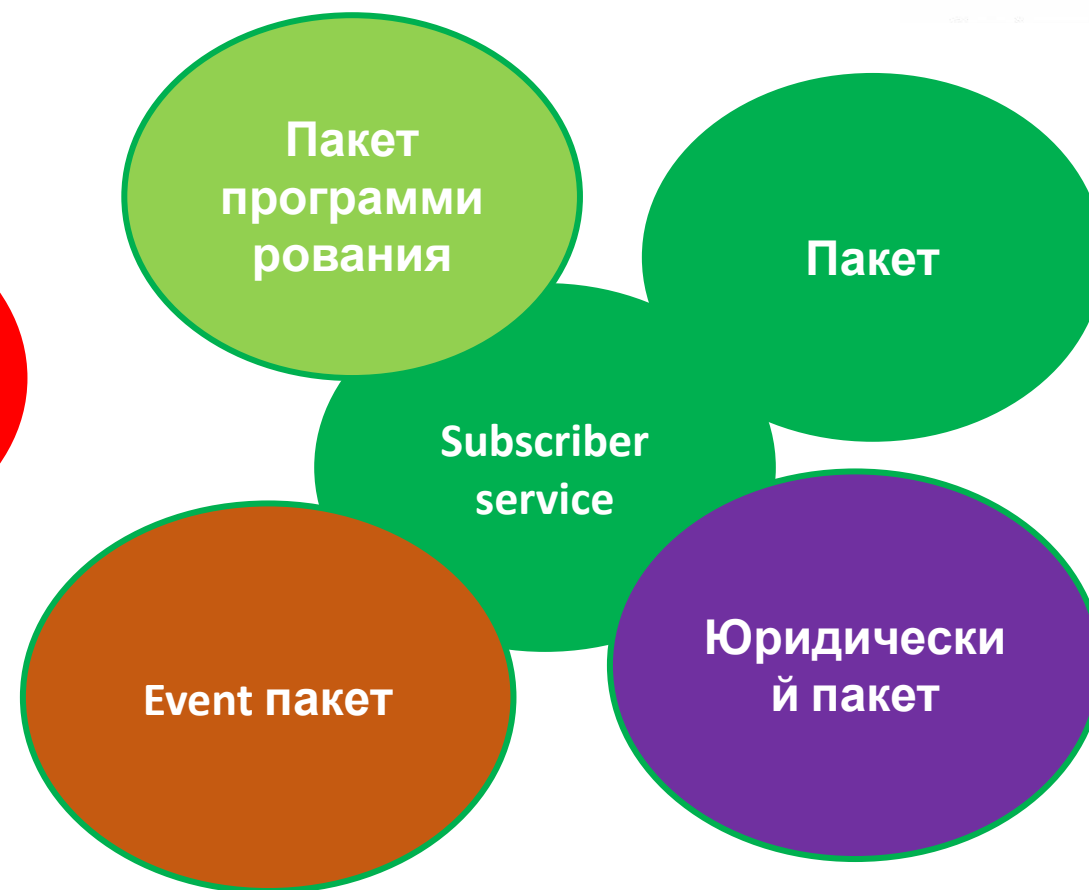 Пакет
программи
рования
Пакет
Subscriber
service
Event пакет
Юридически
й пакет